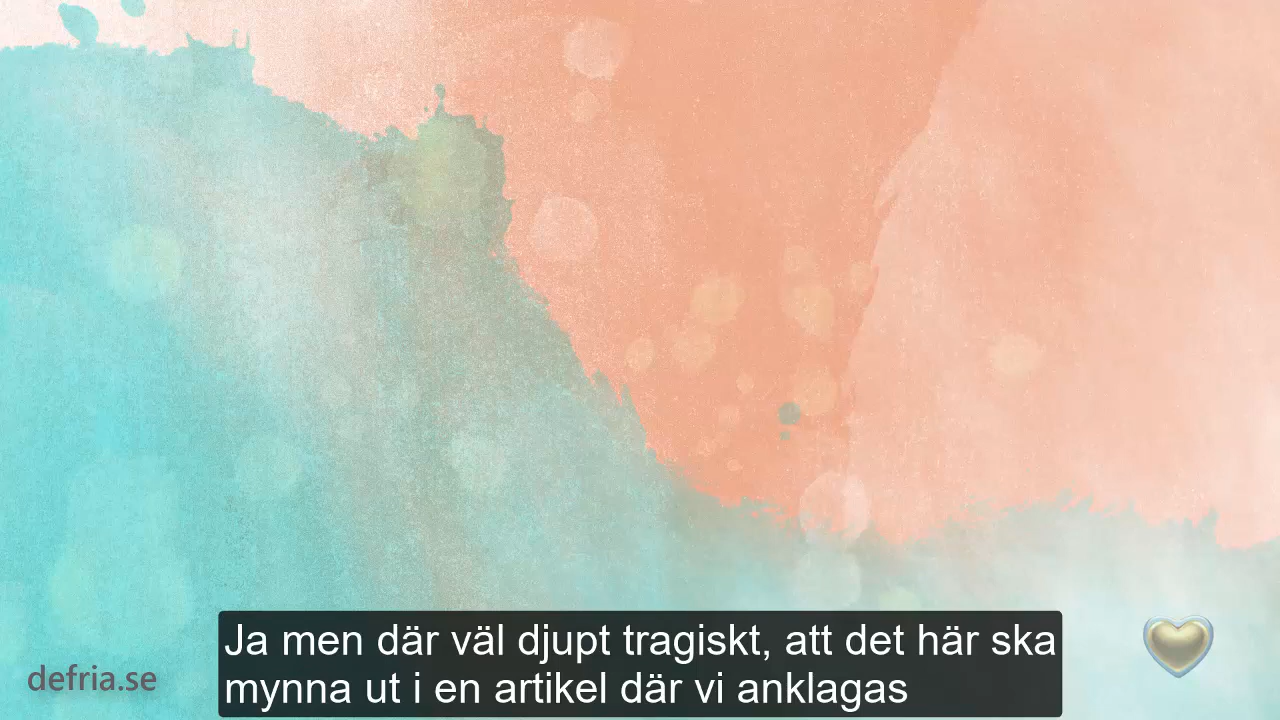 Ja men där väl djupt tragiskt, att det här ska
mynna ut i en artikel där vi anklagas
defria.se